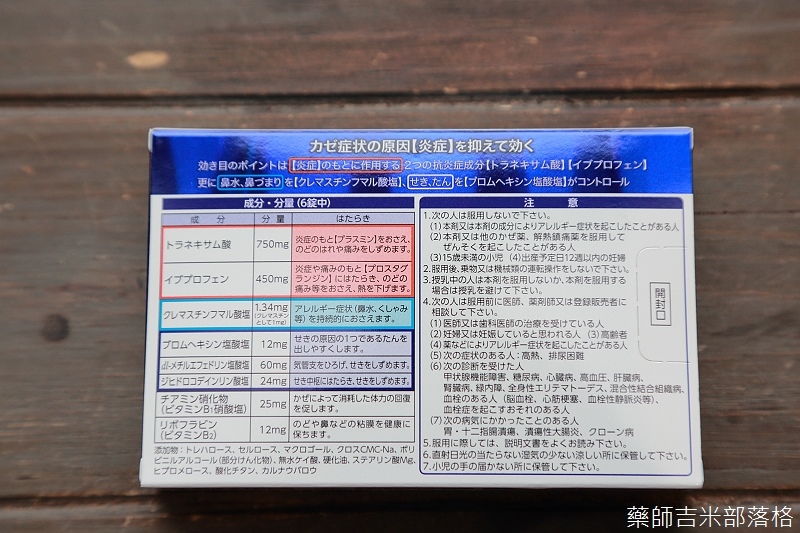 カゼ症状の原因【炎症】を抑えて効く
効き目のポイントは【炎症】のもとに作用する2つの抗炎症成分【トラネキサム酸】【イブプロフェン】
更に鼻水、鼻づまりを【クレマスチンフマル酸塩】、せき、たんを【ブロムヘキシン塩酸塩】がコントロール
成分・分量(6錠中)
成 分 分 量 はたらき
トラネキサム酸 750mg 炎症のもと【プラスミン】をおさえ、
のどのはれや痛みをしずめます。
イブプロフェン 450mg 炎症や痛みのもと【プロスタグ
ランジン】にはたらき、のどの
痛み等をおさえ、熱を下げます。
クレマスチンフマル酸塩 1.34mg (クレマスチンとして1mg) アレルギー症状(鼻水、くしゃみ
等)を持続的におさえます。
ブロムヘキシン塩酸塩 12mg せきの原因の1つであるたんを
出しやすくします。
dl-メチルエフェドリン塩酸塩 60mg 気管支をひろげ、せきをしずめます。
ジヒドロコデインリン酸塩 24mg せき中枢にはたらき、せきをしずめます。
チアミン硝化物
(ビタミンB₁硝酸塩) 25mg かぜによって消耗した体力の回復
を促します。
リボフラビン
(ビタミンB₂) 12mg のどや鼻などの粘膜を健康に
保ちます。
添加物:トレハロース、セルロース、マクロゴール、クロスCMC-Na、ポリ
ビニルアルコール(部分けん化物)、無水ケイ酸、硬化油、ステアリン酸Mg、
ヒプロメロース、酸化チタン、カルナウバロウ
注 意
1.次の人は服用しないで下さい。
(1)本剤又は本剤の成分によりアレルギー症状を起こしたことがある人
(2)本剤又は他のかぜ薬、解熱鎮痛薬を服用して
ぜんそくを起こしたことがある人
(3)15歳未満の小児 (4)出産予定日12週以内の妊婦
2.服用後、乗物又は機械類の運転操作をしないで下さい。
3.授乳中の人は本剤を服用しないか、本剤を服用する
場合は授乳を避けて下さい。
4.次の人は服用前に医師、薬剤師又は登録販売者に
相談して下さい。
(1)医師又は歯科医師の治療を受けている人
(2)妊婦又は妊娠していると思われる人 (3)高齢者
(4)薬などによりアレルギー症状を起こしたことがある人
(5)次の症状のある人:高熱、排尿困難
(6)次の診断を受けた人
甲状腺機能障害、糖尿病、心臓病、高血圧、肝臓病、
腎臓病、緑内障、全身性エリテマトーデス、混合性結合組織病、
血栓のある人(脳血栓、心筋梗塞、血栓性静脈炎等)、
血栓症を起こすおそれのある人
(7)次の病気にかかったことのある人
胃・十二指腸潰瘍、潰瘍性大腸炎、クローン病
5.服用に際しては、説明文書をよくお読み下さい。
6.直射日光の当たらない湿気の少ない涼しい所に保管して下さい。
7.小児の手の届かない所に保管して下さい。
開封口
藥師吉米部落格